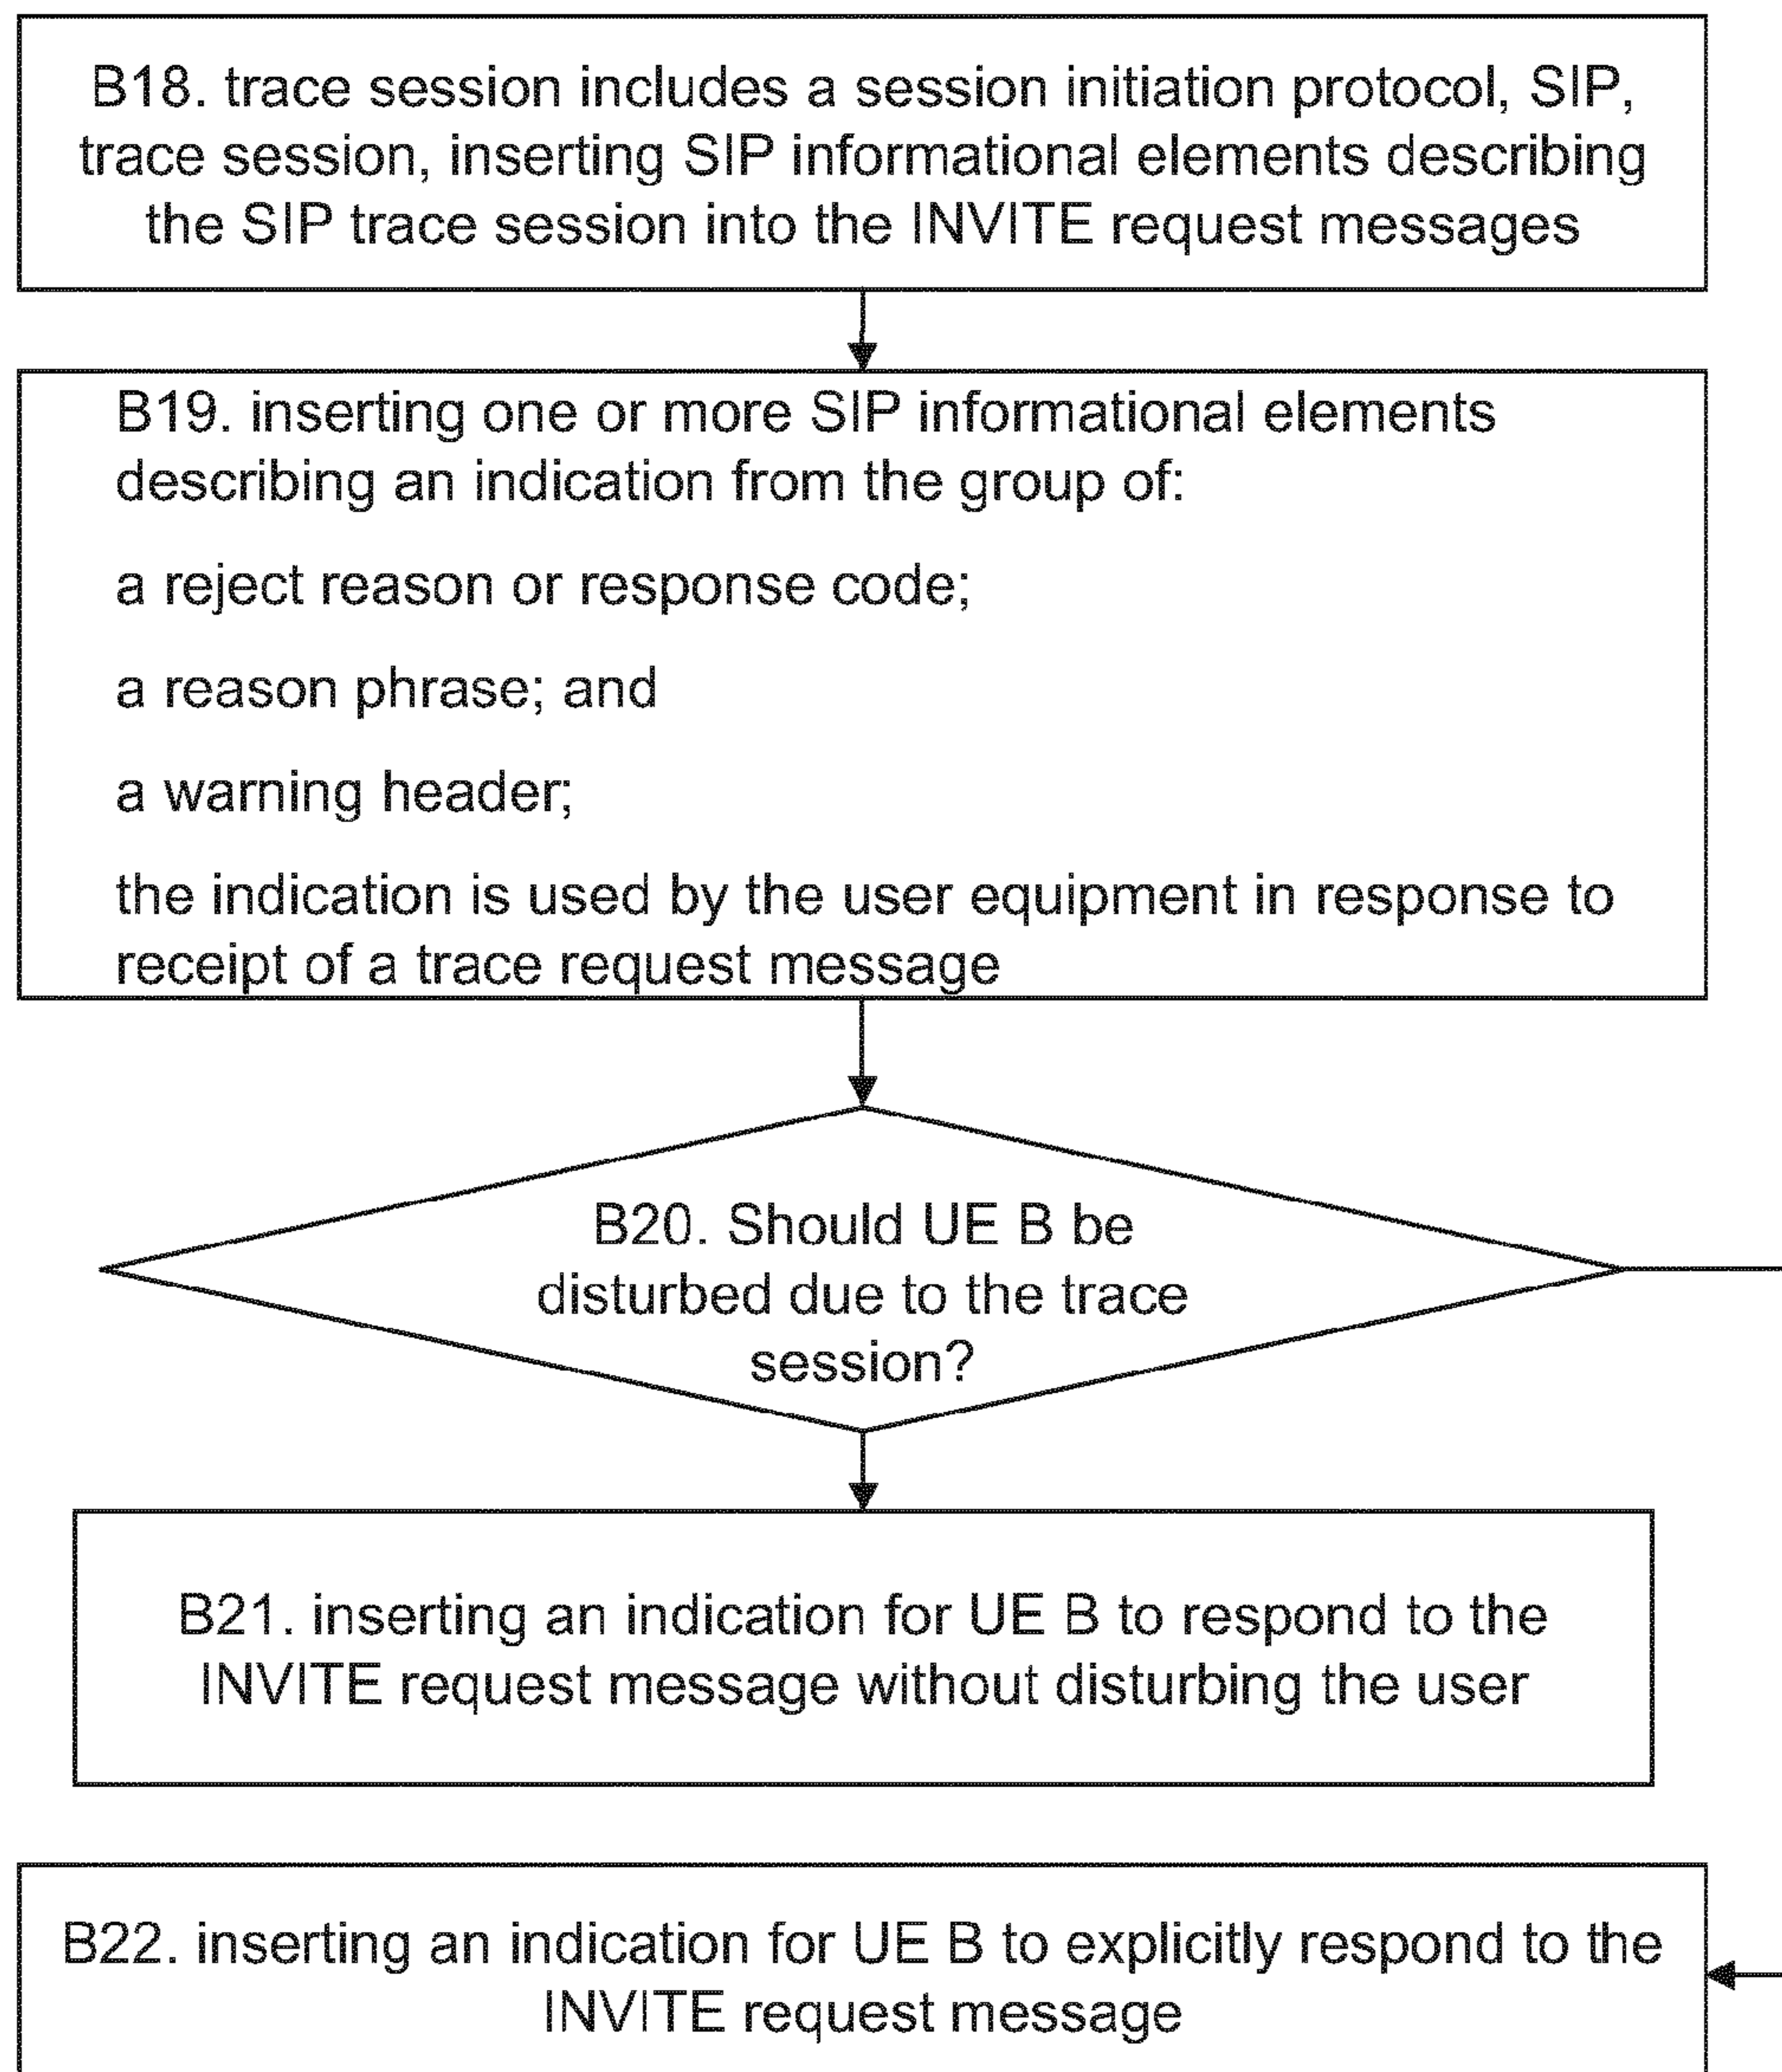 B18. trace session includes a session initiation protocol, SIP,
trace session, inserting SIP informational elements describing
the SIP trace session into the INVITE request messages
B19. inserting one or more SIP informational elements
describing an indication from the group of:
a reject reason or response code;
a reason phrase; and
a warning header;
the indication is used by the user equipment in response to
receipt of a trace request message
B20. Should UE B be
disturbed due to the trace
session?
B21. inserting an indication for UE B to respond to the
INVITE request message without disturbing the user
B22. inserting an indication for UE B to explicitly respond to the
INVITE request message